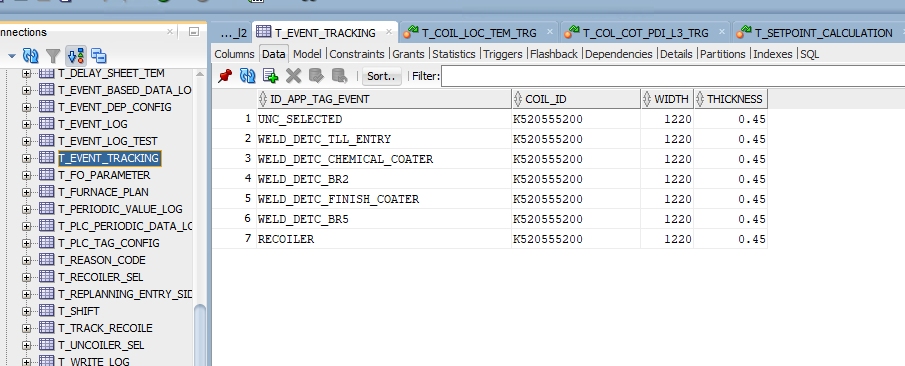 ..._l2
T_EVENT_TRACKING
T_COIL_LOC_TEM_TRG
T_COL_COT_PDI_L3_TRG
T_SETPOINT_CALCULATION
nnections
Columns Data Model Constraints Grants Statistics Triggers Flashback Dependencies Details Partitions Indexes SQL
Sort.. Filter:
T_DELAY_SHEET_TEM
T_EVENT_BASED_DATA_LO
T_EVENT_DEP_CONFIG
T_EVENT_LOG
T_EVENT_LOG_TEST
T_EVENT_TRACKING
T_FO_PARAMETER
T_FURNACE_PLAN
T_PERIODIC_VALUE_LOG
T_PLC_PERIODIC_DATA_LO
T_PLC_TAG_CONFIG
T_REASON_CODE
T_RECOILER_SEL
T_REPLANNING_ENTRY_SID
T_SHIFT
T_TRACK_RECOILE
T_UNCOILER_SEL
T_WRITE_LOG
ID_APP_TAG_EVENT COIL_ID WIDTH THICKNESS
1 UNC_SELECTED K520555200 1220 0.45
2 WELD_DETC_TLL_ENTRY K520555200 1220 0.45
3 WELD_DETC_CHEMICAL_COATER K520555200 1220 0.45
4 WELD_DETC_BR2 K520555200 1220 0.45
5 WELD_DETC_FINISH_COATER K520555200 1220 0.45
6 WELD_DETC_BR5 K520555200 1220 0.45
7 RECOILER K520555200 1220 0.45